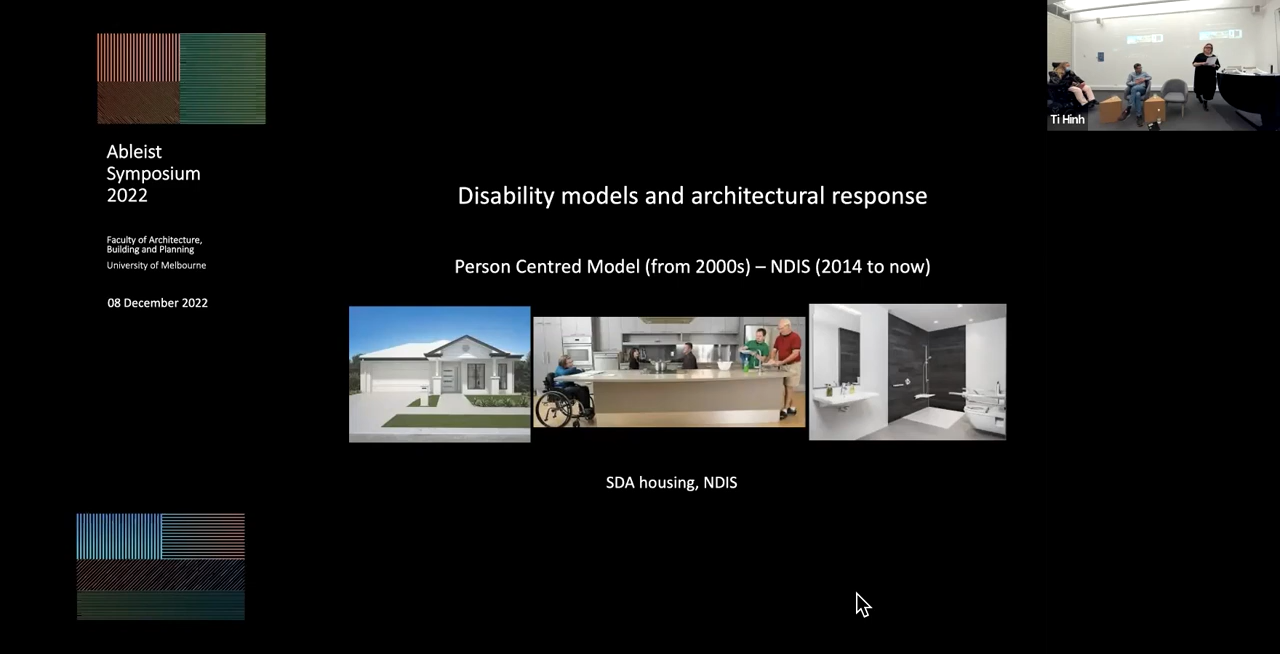 Ableist
Symposium
2022
Faculty of Architecture,
Building and Planning
University of Melbourne
08 December 2022
Disability models and architectural response
Person Centred Model (from 2000s) – NDIS (2014 to now)
SDA housing, NDIS
Ti Hinh